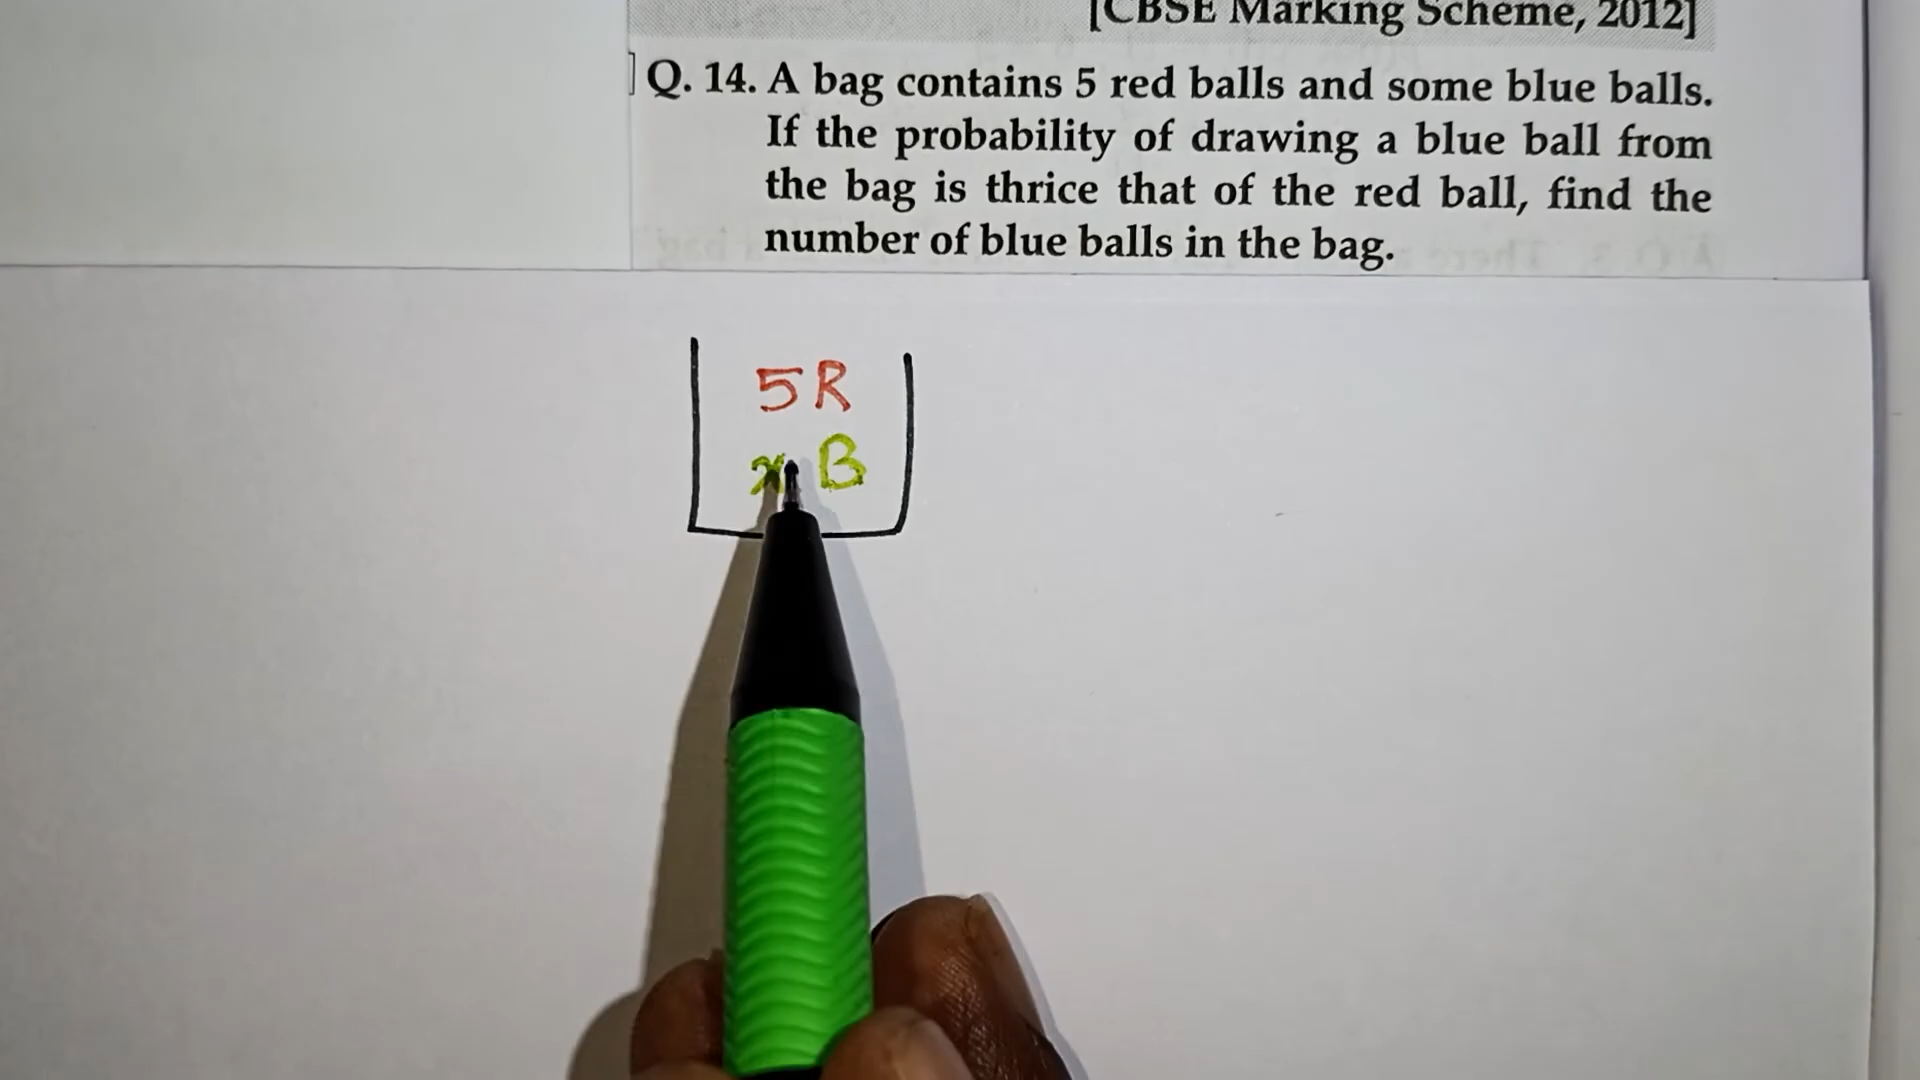 [CBSE Marking Scheme, 2012]
Q. 14. A bag contains 5 red balls and some blue balls.
If the probability of drawing a blue ball from
the bag is thrice that of the red ball, find the
number of blue balls in the bag.
5R
x B